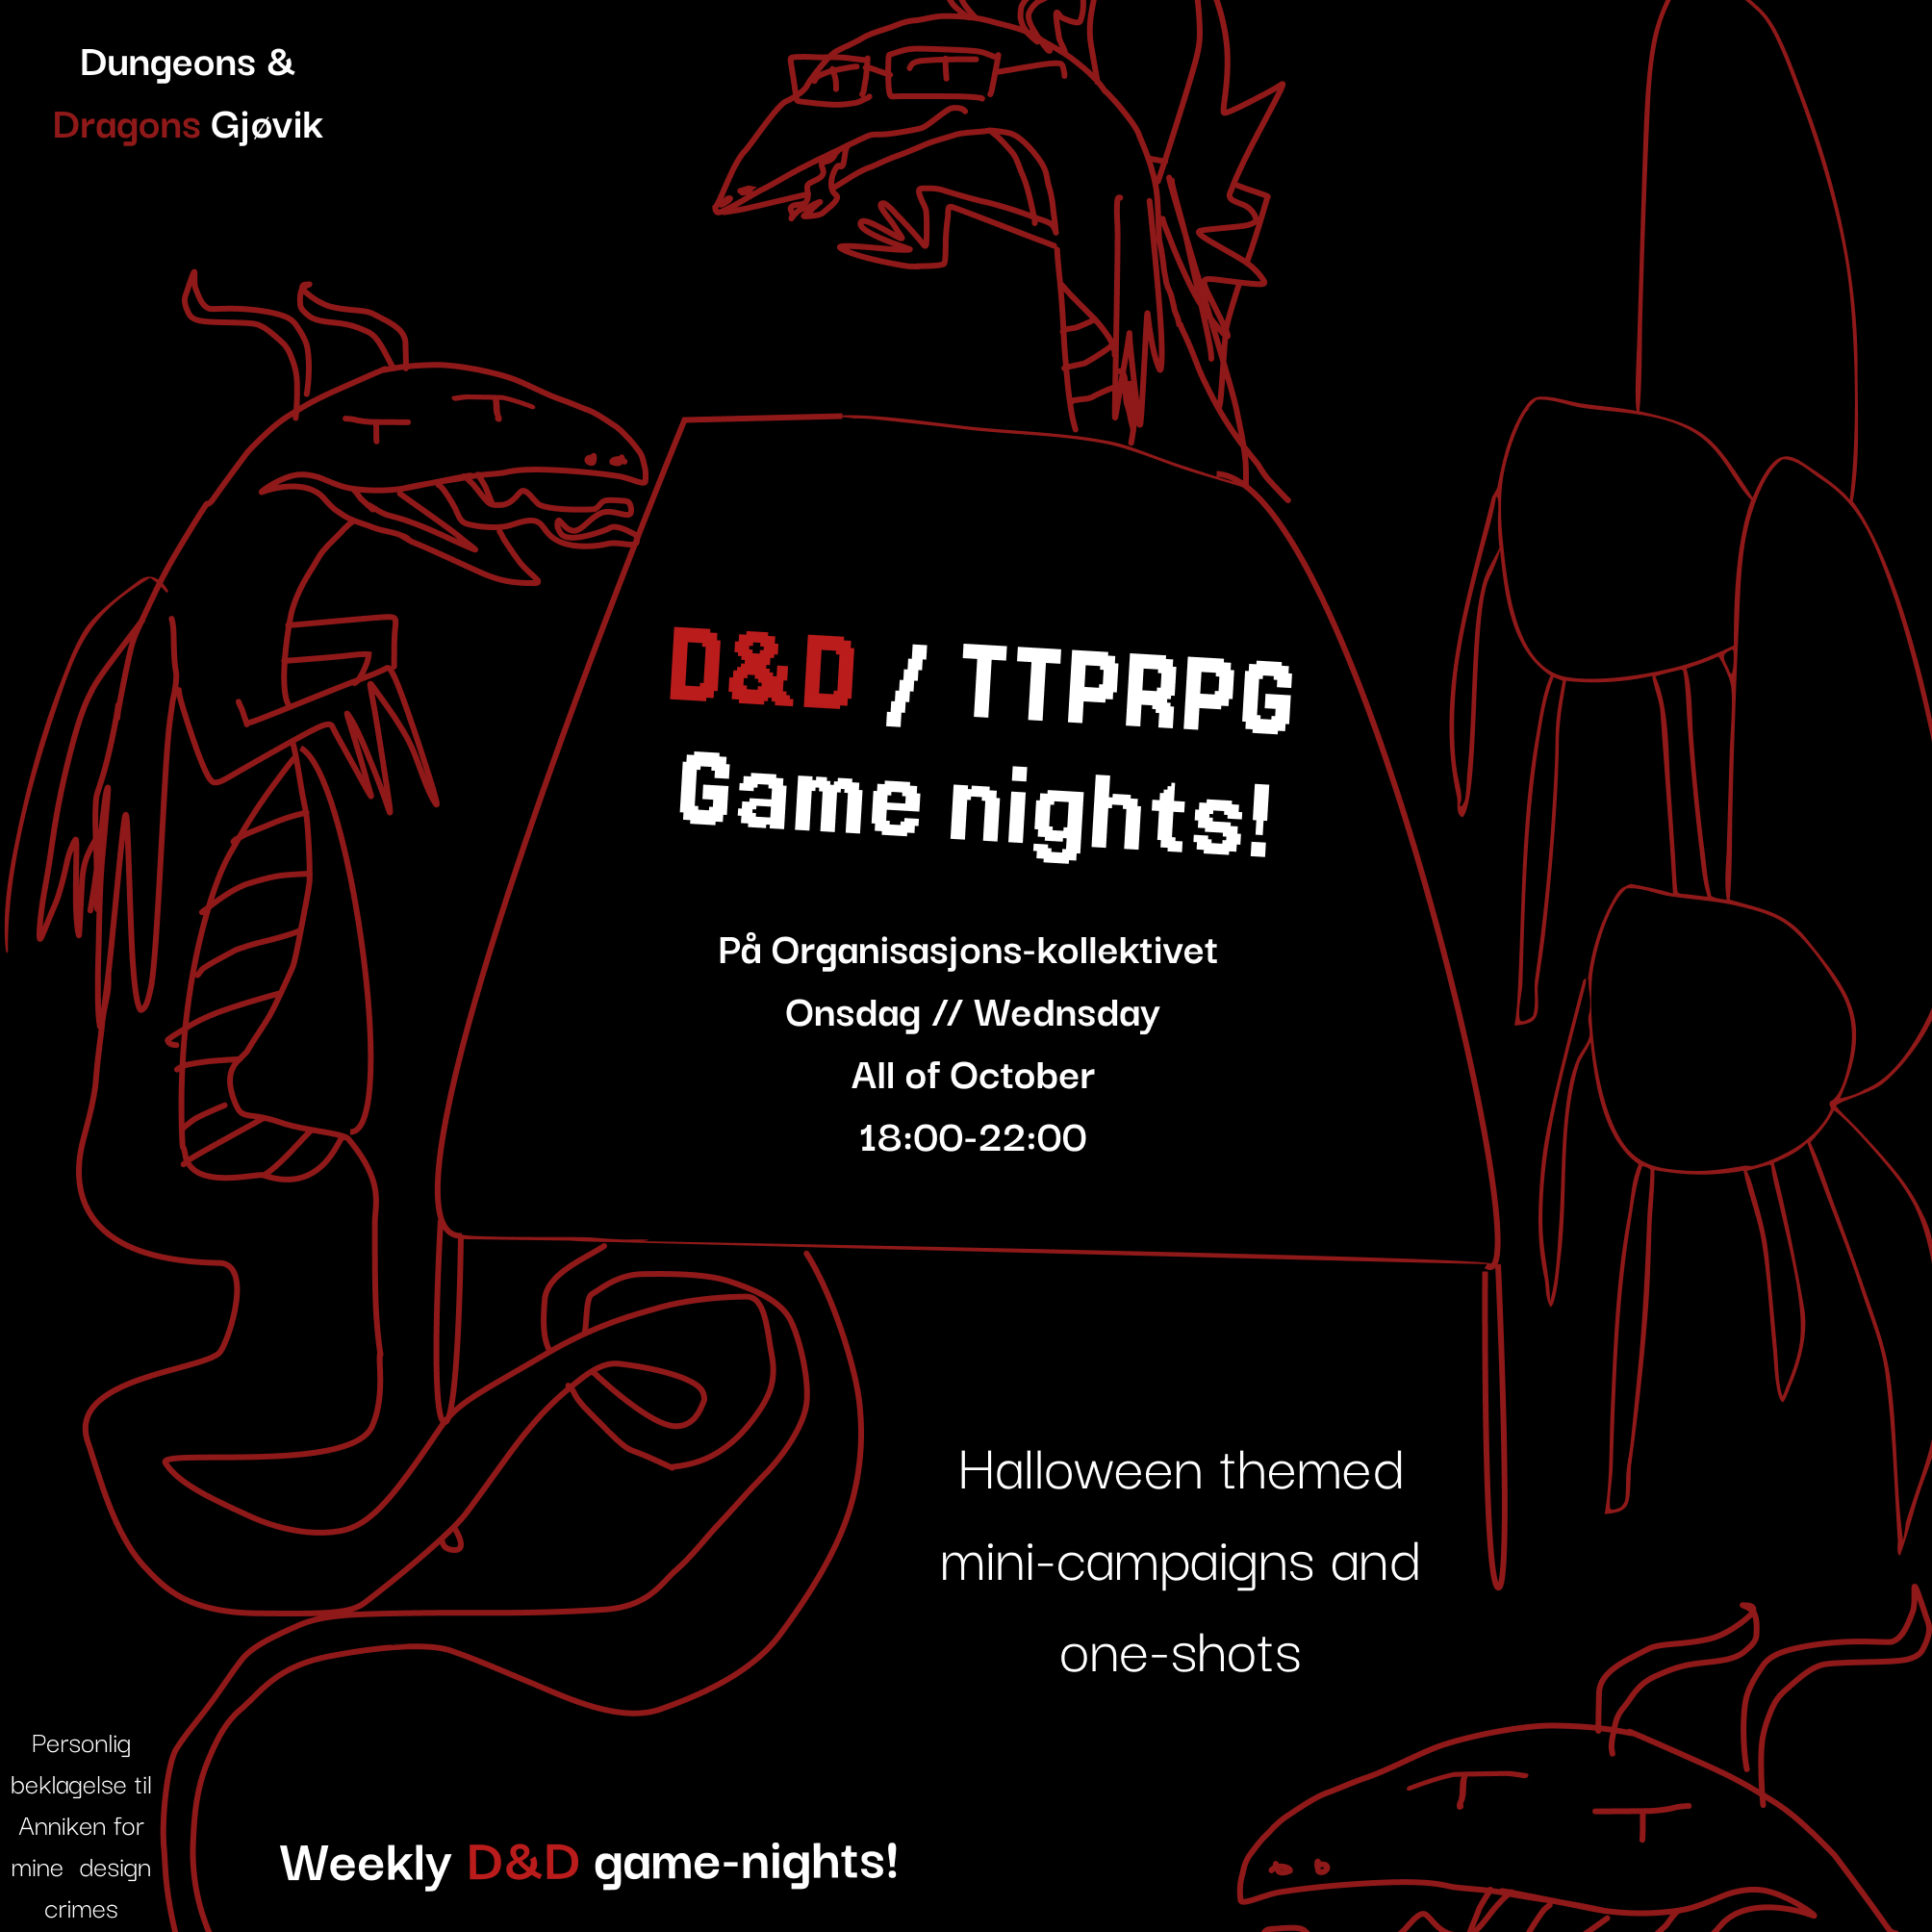 Dungeons &
Dragons Gjøvik
D&D / TTPRPG
Game nights!
På Organisasjons-kollektivet
Onsdag // Wednsday
All of October
18:00-22:00
Halloween themed
mini-campaigns and
one-shots
Personlig
beklagelse til
Anniken for
mine design
crimes
Weekly D&D game-nights!